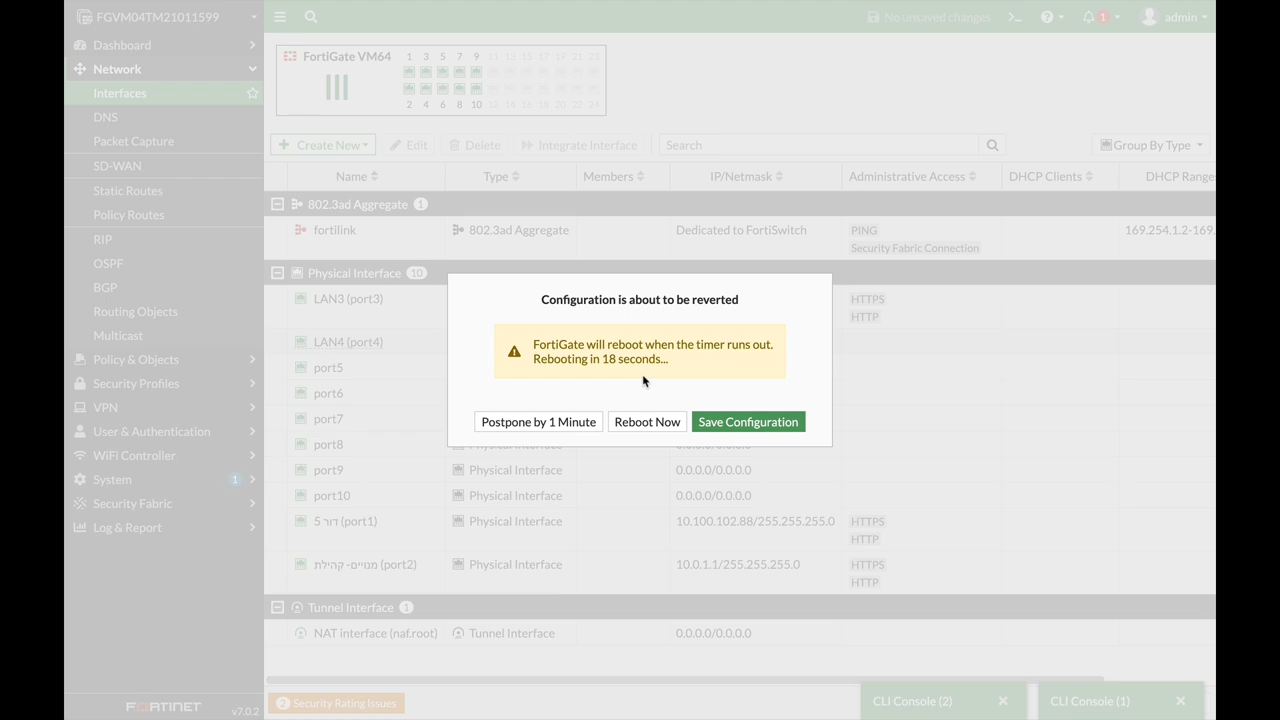 FGVM04TM21011599
No unsaved changes
>_
1
admin
Dashboard
Network
Interfaces
DNS
Packet Capture
SD-WAN
Static Routes
Policy Routes
RIP
OSPF
BGP
Routing Objects
Multicast
Policy & Objects
Security Profiles
VPN
User & Authentication
WiFi Controller
System 1
Security Fabric
Log & Report
FORTINET v7.0.2
FortiGate VM64
1 3 5 7 9 11 13 15 17 19 21 23
2 4 6 8 10 12 14 16 18 20 22 24
Create New Edit Delete Integrate Interface Search Group By Type
Name Type Members IP/Netmask Administrative Access DHCP Clients DHCP Ranges
802.3ad Aggregate 1
fortilink 802.3ad Aggregate Dedicated to FortiSwitch PING 169.254.1.2-169.
Security Fabric Connection
Physical Interface 10
LAN3 (port3) HTTPS
HTTP
LAN4 (port4)
port5
port6
port7
port8
port9 Physical Interface 0.0.0.0/0.0.0.0
port10 Physical Interface 0.0.0.0/0.0.0.0
דור 5 (port1) Physical Interface 10.100.102.88/255.255.255.0 HTTPS
HTTP
מנויים- קהילת (port2) Physical Interface 10.0.1.1/255.255.255.0 HTTPS
HTTP
Tunnel Interface 1
NAT interface (naf.root) Tunnel Interface 0.0.0.0/0.0.0.0
Configuration is about to be reverted
FortiGate will reboot when the timer runs out.
Rebooting in 18 seconds...
Postpone by 1 Minute Reboot Now Save Configuration
2 Security Rating Issues
CLI Console (2) CLI Console (1)